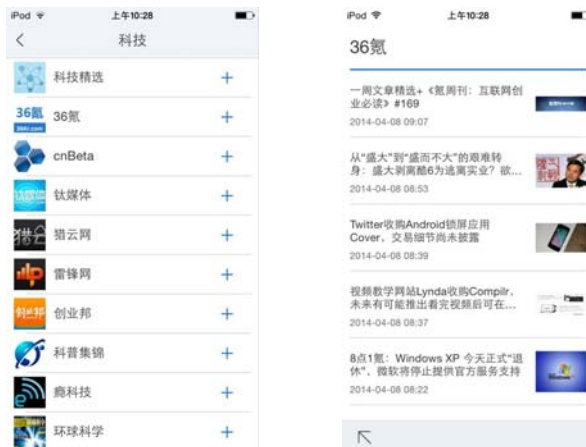 iPod 上午10:28
科技
科技精选
36氪
36氪
cnBeta
钛媒体
猎云网
雷锋网
创业邦
科普集锦
瘾科技
环球科学
iPod 上午10:28
36氪
一周文章精选+《氪周刊：互联网创
业必读》#169
2014-04-08 09:07
从“盛大”到“盛而不大”的艰难转
身：盛大剥离酷6为逃离实业？欲...
2014-04-08 08:53
Twitter收购Android锁屏应用
Cover，交易细节尚未披露
2014-04-08 08:39
视频教学网站Lynda收购Compilr，
未来有可能推出看完视频后可在...
2014-04-08 08:37
8点1氪：Windows XP 今天正式“退
休”，微软将停止提供官方服务支持
2014-04-08 08:22